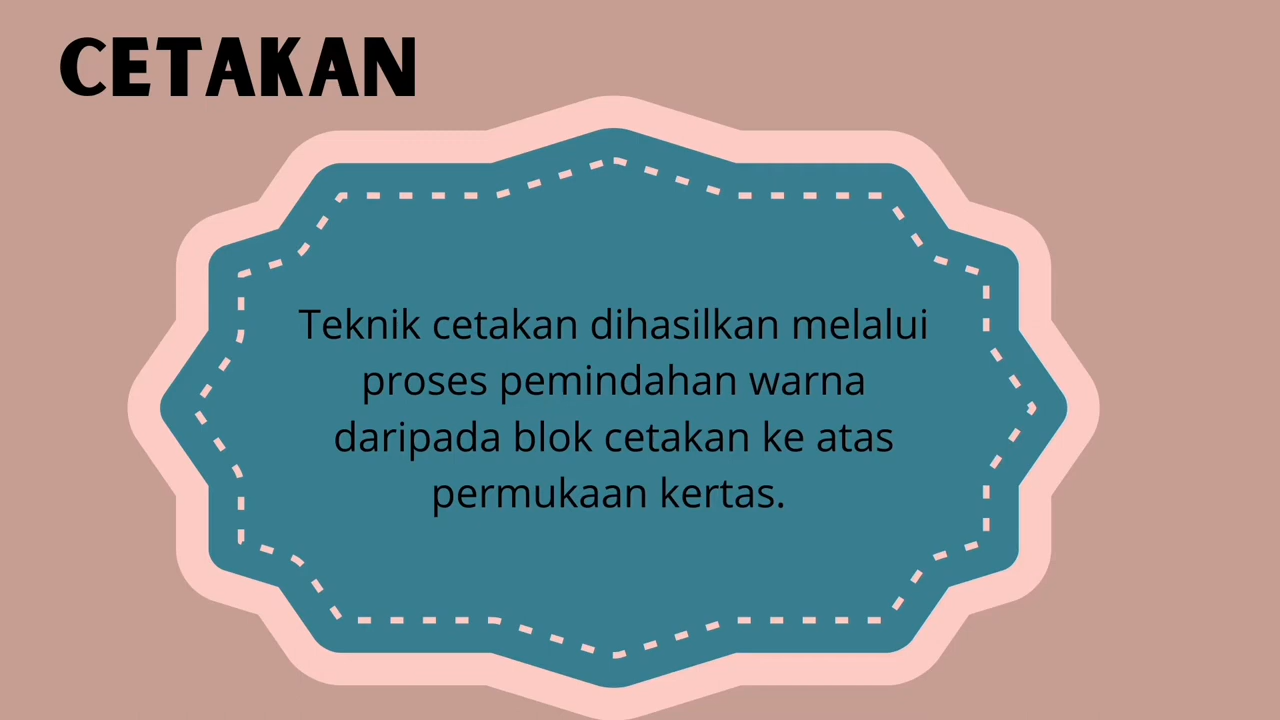 CETAKAN
Teknik cetakan dihasilkan melalui
proses pemindahan warna
daripada blok cetakan ke atas
permukaan kertas.